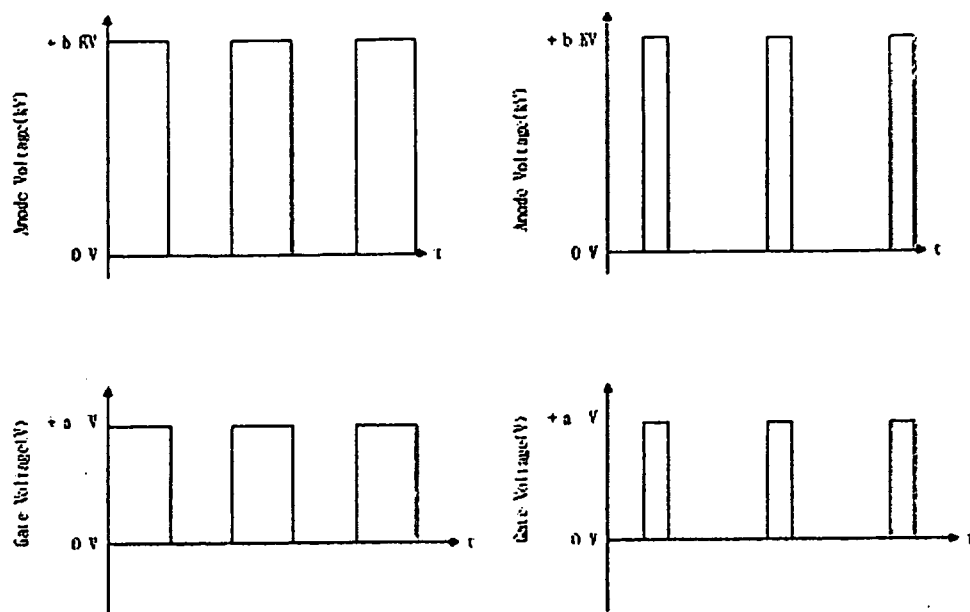 + b kV
Anode Voltage(kV)
0 V
t
+ b kV
Anode Voltage(kV)
0 V
t
+ a V
Gate Voltage(V)
0 V
t
+ a V
Gate Voltage(V)
0 V
t